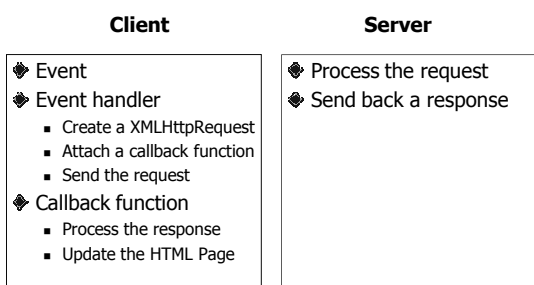 Client
Event
Event handler
Create a XMLHttpRequest
Attach a callback function
Send the request
Callback function
Process the response
Update the HTML Page
Server
Process the request
Send back a response